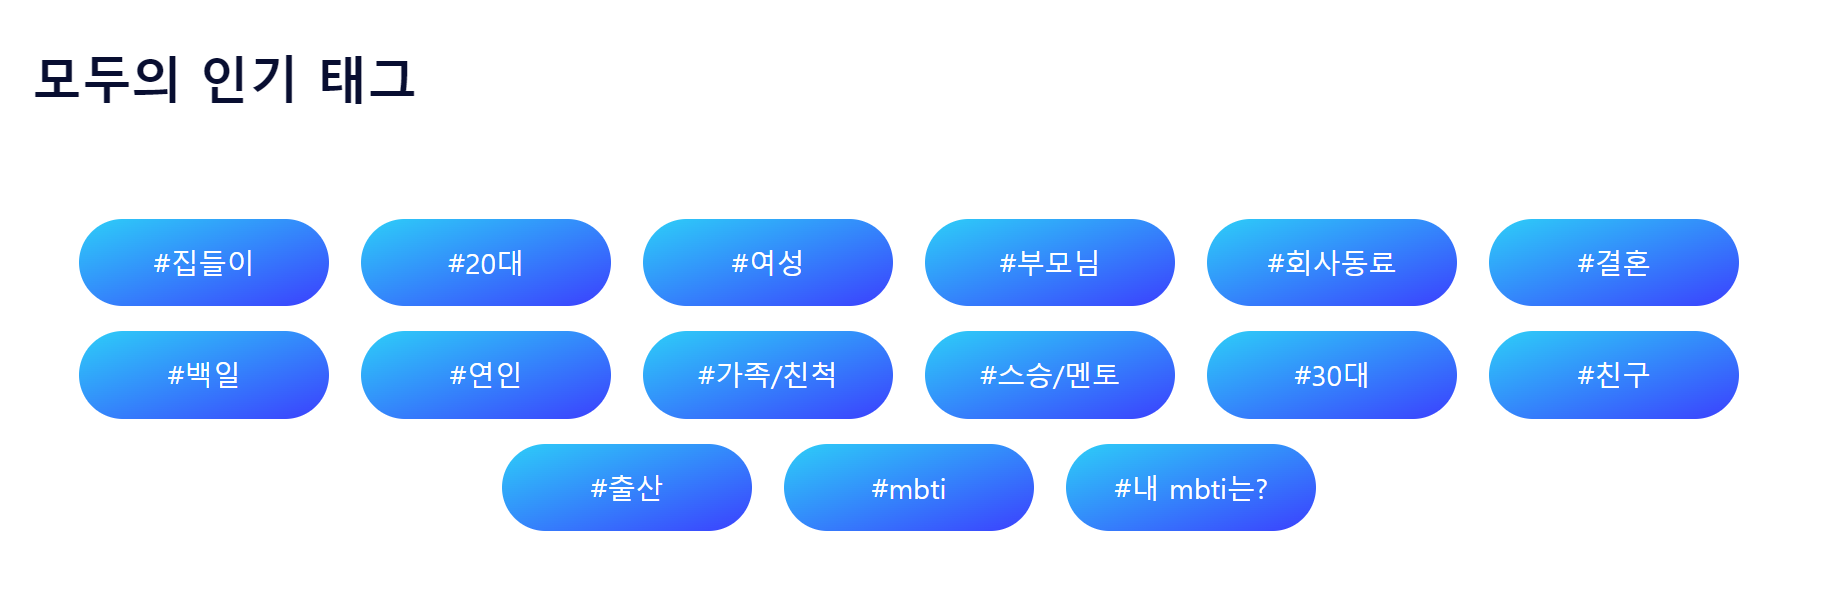 모두의 인기 태그
#집들이 #20대 #여성 #부모님 #회사동료 #결혼
#백일 #연인 #가족/친척 #스승/멘토 #30대 #친구
#출산 #mbti #내 mbti는?